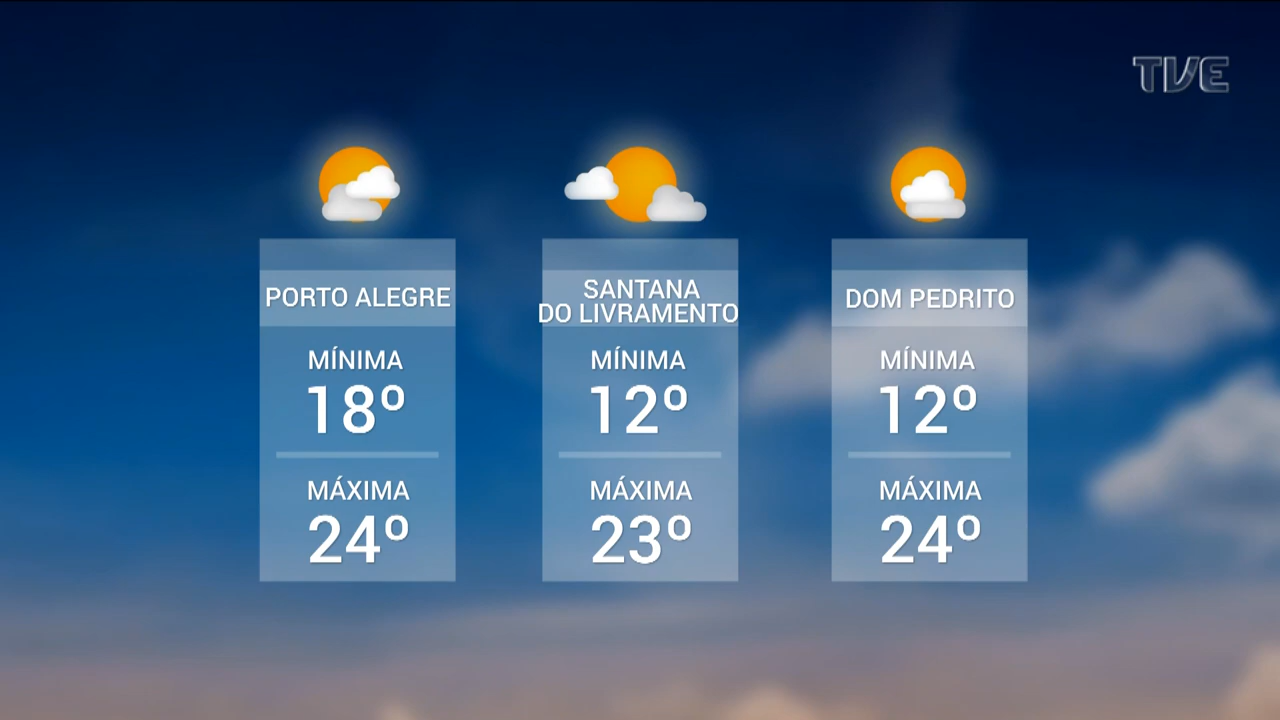 TVE
PORTO ALEGRE
MÍNIMA
18º
MÁXIMA
24º
SANTANA
DO LIVRAMENTO
MÍNIMA
12º
MÁXIMA
23º
DOM PEDRITO
MÍNIMA
12º
MÁXIMA
24º